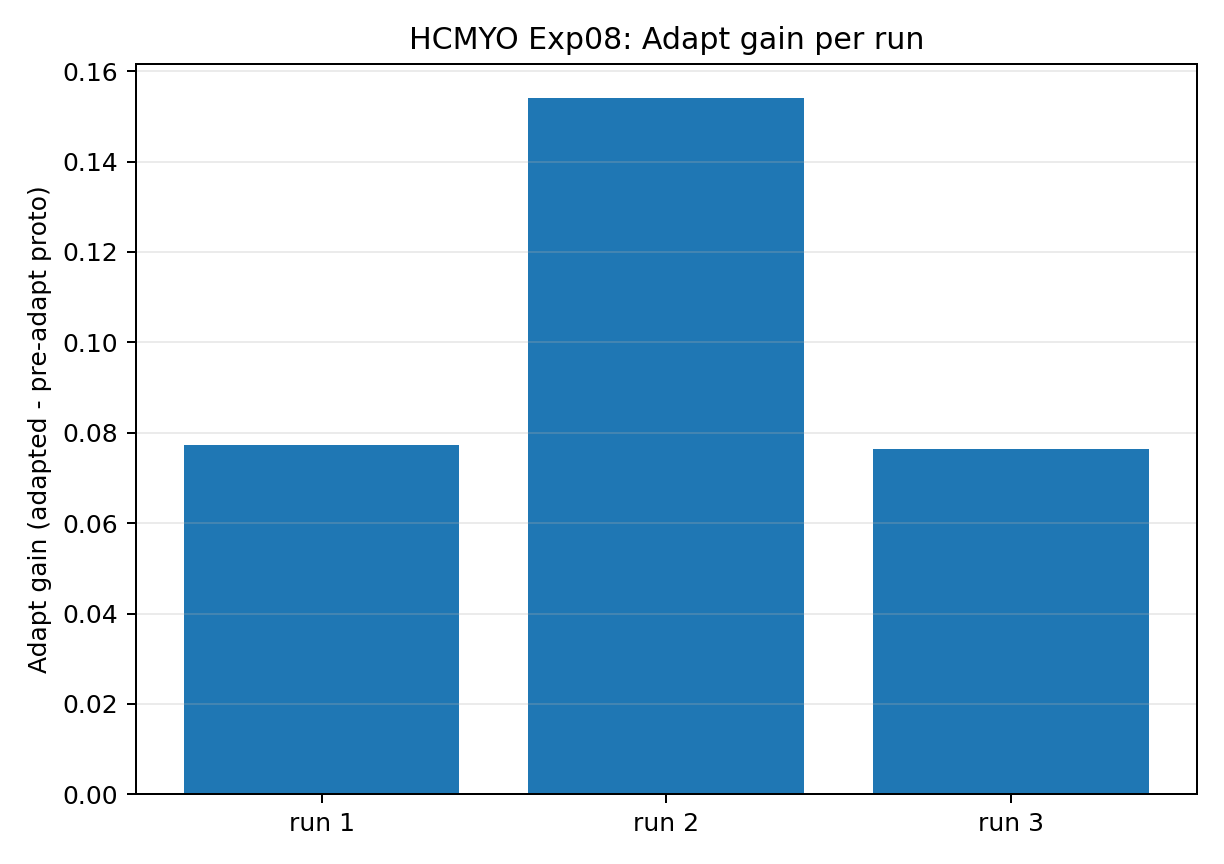 HCMYO Exp08: Adapt gain per run
Adapt gain (adapted - pre-adapt proto)
0.16
0.14
0.12
0.10
0.08
0.06
0.04
0.02
0.00
run 1
run 2
run 3